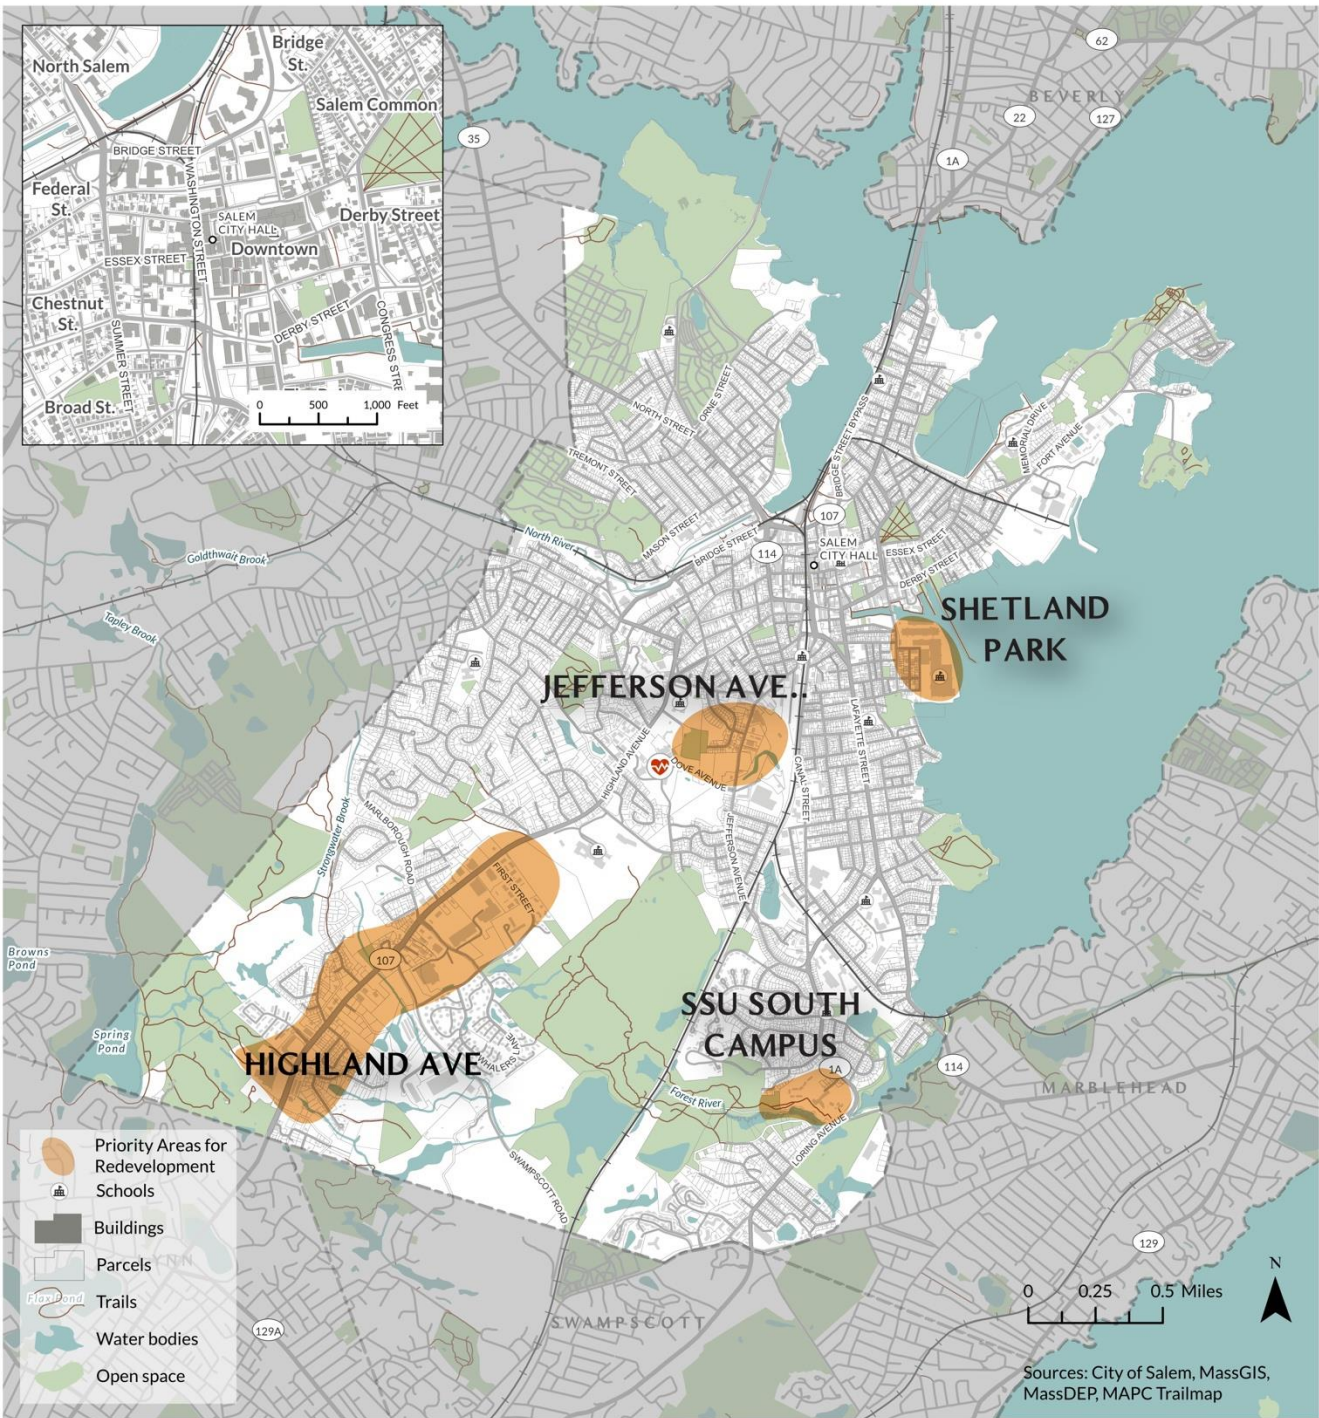 North Salem
Bridge
St.
Salem Common
BRIDGE STREET
WASHINGTON STREET
Federal
St.
SALEM
CITY HALL
Derby Street
Downtown
ESSEX STREET
Chestnut
St.
SUMMER STREET
DERBY STREET
CONGRESS STRE
Broad St.
0 500 1,000 Feet
62
BEVERLY
22
127
35
1A
NORTH STREET
ORNE STREET
TREMONT STREET
MASON STREET
BRIDGE STREET BYPASS
BRIDGE STREET
MEMORIAL DRIVE
FORT AVENUE
North River
Goldthwait Brook
BRIDGE STREET
107
114
SALEM
CITY HALL
ESSEX STREET
DERBY STREET
Tapley Brook
SHETLAND
PARK
JEFFERSON AVE..
HIGHLAND AVENUE
DOVE AVENUE
LAFAYETTE STREET
CANAL STREET
JEFFERSON AVENUE
Strongwater Brook
MARLBOROUGH ROAD
FIRST STREET
107
Browns
Pond
Spring
Pond
SSU SOUTH
CAMPUS
HIGHLAND AVE
WHALERS LANE
1A
114
MARBLEHEAD
Forest River
LORING AVENUE
SWAMPSCOTT ROAD
Priority Areas for
Redevelopment
Schools
Buildings
Parcels
YNN
Flax Pond
Trails
Water bodies
Open space
129A
SWAMPSCOTT
129
N
0 0.25 0.5 Miles
Sources: City of Salem, MassGIS,
MassDEP, MAPC Trailmap